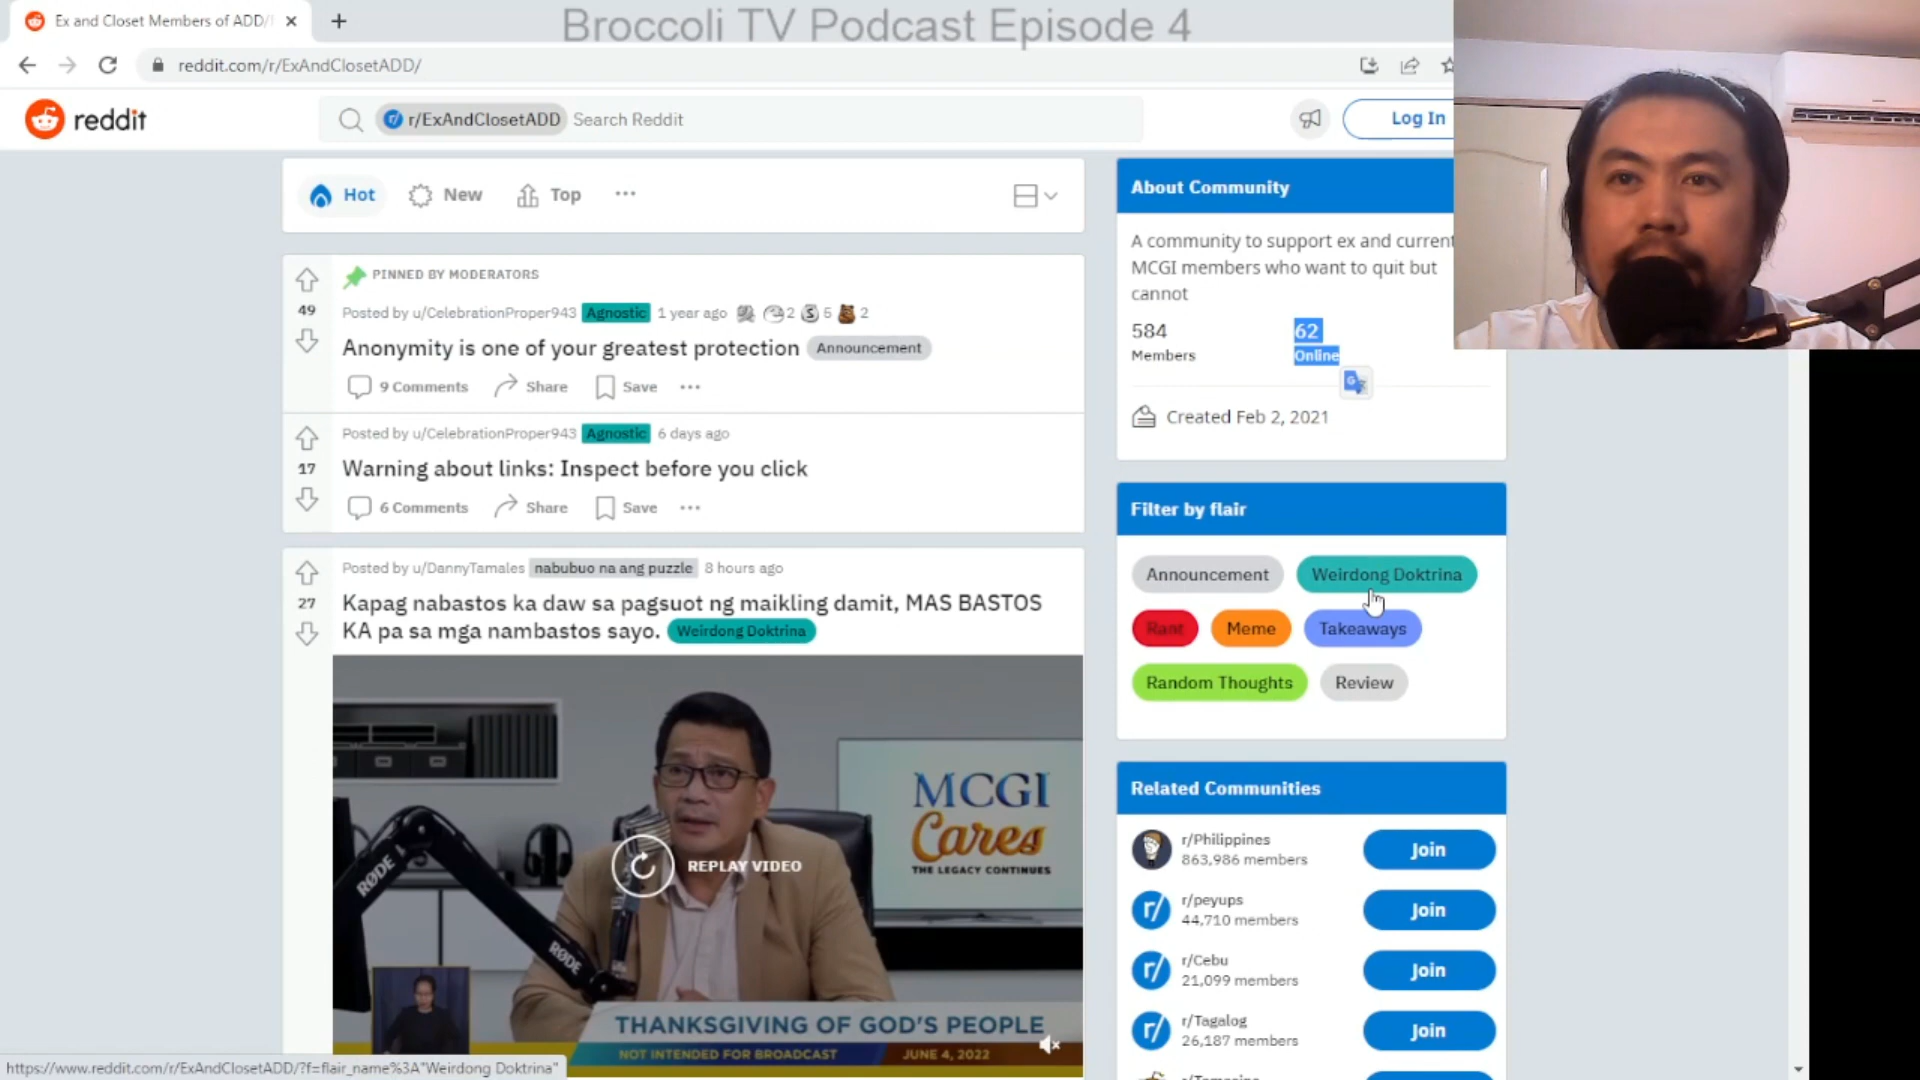 Ex and Closet Members of ADD/
Broccoli TV Podcast Episode 4
reddit.com/r/ExAndClosetADD/
reddit
r/ExAndClosetADD Search Reddit
Log In
Hot New Top
PINNED BY MODERATORS
49
Posted by u/CelebrationProper943 Agnostic 1 year ago 2 5 2
Anonymity is one of your greatest protection Announcement
9 Comments Share Save
Posted by u/CelebrationProper943 Agnostic 6 days ago
17
Warning about links: Inspect before you click
6 Comments Share Save
Posted by u/DannyTamales nabubuo na ang puzzle 8 hours ago
27
Kapag nabastos ka daw sa pagsuot ng maikling damit, MAS BASTOS
KA pa sa mga nambastos sayo. Weirdong Doktrina
MCGI
Cares
THE LEGACY CONTINUES
REPLAY VIDEO
RØDE
RØDE
THANKSGIVING OF GOD'S PEOPLE
NOT INTENDED FOR BROADCAST JUNE 4, 2022
About Community
A community to support ex and current
MCGI members who want to quit but
cannot
584 62
Members Online
Created Feb 2, 2021
Filter by flair
Announcement Weirdong Doktrina
Rant Meme Takeaways
Random Thoughts Review
Related Communities
r/Philippines
863,986 members
Join
r/peyups
44,710 members
Join
r/Cebu
21,099 members
Join
r/Tagalog
26,187 members
Join
https://www.reddit.com/r/ExAndClosetADD/?f=flair_name%3A"Weirdong Doktrina"